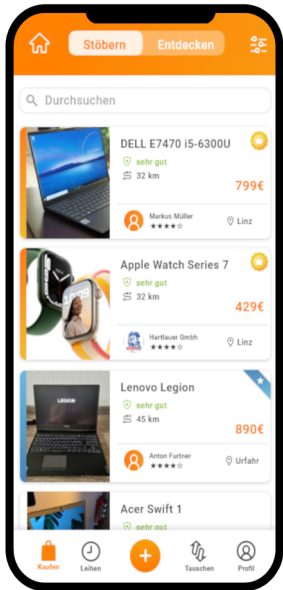 Stöbern Entdecken
Durchsuchen
DELL E7470 i5-6300U
sehr gut
32 km
799€
Markus Müller
Linz
Apple Watch Series 7
sehr gut
32 km
429€
Hartlauer Gmbh
Linz
LEGION
Lenovo Legion
sehr gut
45 km
890€
Anton Furtner
Urfahr
Acer Swift 1
sehr gut
Kaufen Leihen Tauschen Profil